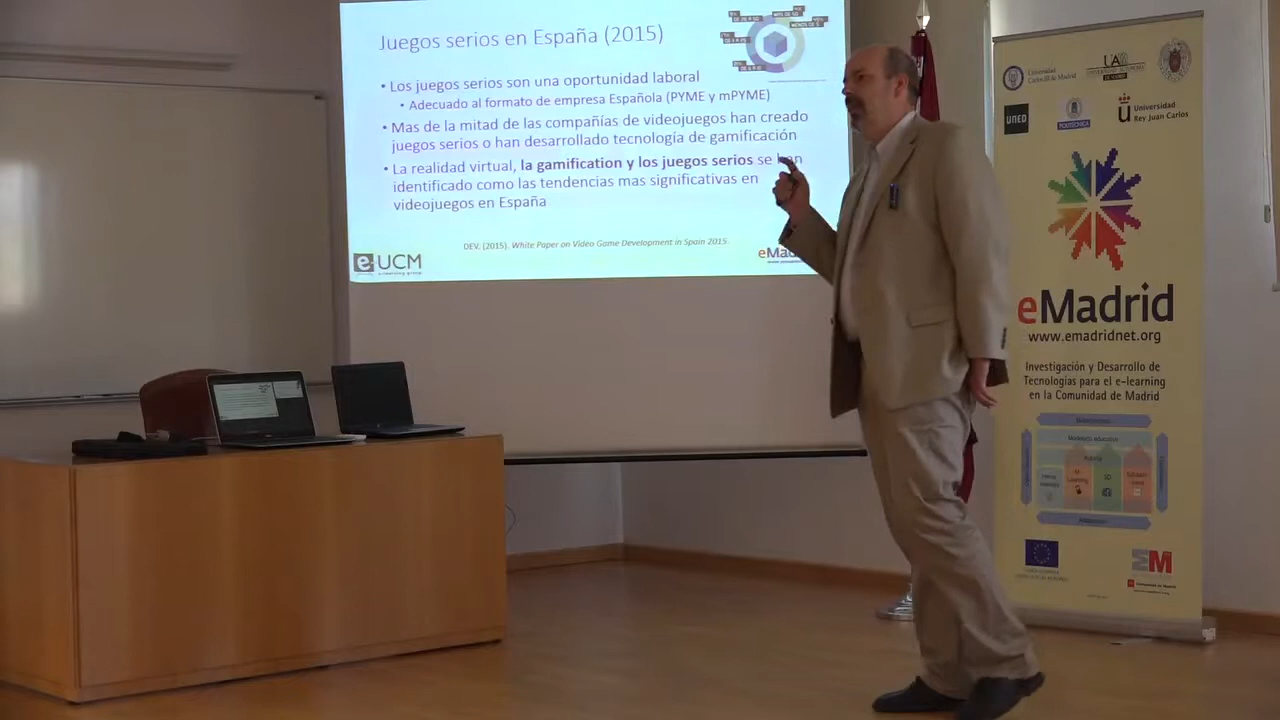 Juegos serios en España (2015)
• Los juegos serios son una oportunidad laboral
• Adecuado al formato de empresa Española (PYME y mPYME)
• Mas de la mitad de las compañías de videojuegos han creado
juegos serios o han desarrollado tecnología de gamificación
• La realidad virtual, la gamification y los juegos serios se han
identificado como las tendencias mas significativas en
videojuegos en España
DEV. (2015). White Paper on Video Game Development in Spain 2015.
e-UCM
eMad
Universidad
Carlos III de Madrid
UNED
POLITÉCNICA
Universidad
Rey Juan Carlos
eMadrid
www.emadridnet.org
Investigación y Desarrollo de
Tecnologías para el e-learning
en la Comunidad de Madrid
EM